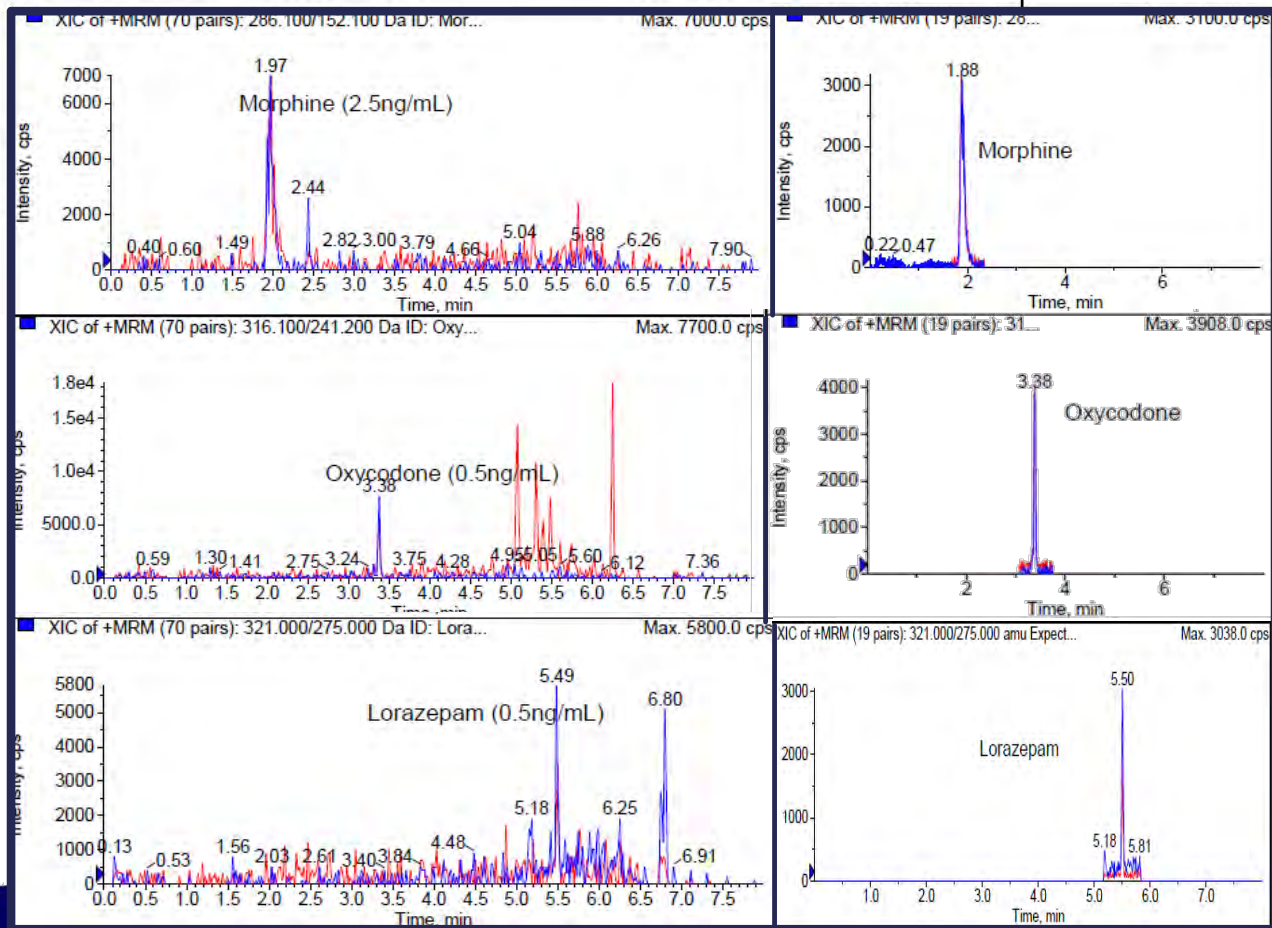 XIC of +MRM (70 pairs): 286.100/152.100 Da ID: Mor... Max. 7000.0 cps
1.97
7000
6000
4000
2000
0
Intensity, cps
Morphine (2.5ng/mL)
2.44
0.40 0.60 1.49 2.82 3.00 3.79 4.66 5.04 5.88 6.26 7.90
0.0 0.5 1.0 1.5 2.0 2.5 3.0 3.5 4.0 4.5 5.0 5.5 6.0 6.5 7.0 7.5
Time, min
XIC of +MRM (19 pairs): 28... Max. 3100.0 cps
1.88
3000
2000
1000
0
Intensity, cps
Morphine
0.22 0.47
2 4 6
Time, min
XIC of +MRM (70 pairs): 316.100/241.200 Da ID: Oxy... Max. 7700.0 cps
1.8e4
1.5e4
1.0e4
5000.0
0.0
Intensity, cps
Oxycodone (0.5ng/mL)
3.38
0.59 1.30 1.41 2.75 3.24 3.75 4.28 4.95 5.05 5.60 6.12 7.36
0.0 0.5 1.0 1.5 2.0 2.5 3.0 3.5 4.0 4.5 5.0 5.5 6.0 6.5 7.0 7.5
Time, min
XIC of +MRM (19 pairs): 31... Max. 3908.0 cps
3.38
4000
3000
2000
1000
0
Intensity, cps
Oxycodone
2 4 6
Time, min
XIC of +MRM (70 pairs): 321.000/275.000 Da ID: Lora... Max. 5800.0 cps
5.49
6.80
5800
5000
4000
3000
2000
1000
0
Intensity, cps
Lorazepam (0.5ng/mL)
5.18 6.25
0.13 0.53 1.56 2.03 2.61 3.40 3.84 4.48 6.91
0.0 0.5 1.0 1.5 2.0 2.5 3.0 3.5 4.0 4.5 5.0 5.5 6.0 6.5 7.0 7.5
Time, min
XIC of +MRM (19 pairs): 321.000/275.000 amu Expect... Max. 3038.0 cps
5.50
3000
2000
1000
0
Intensity, cps
Lorazepam
5.18 5.81
1.0 2.0 3.0 4.0 5.0 6.0 7.0
Time, min